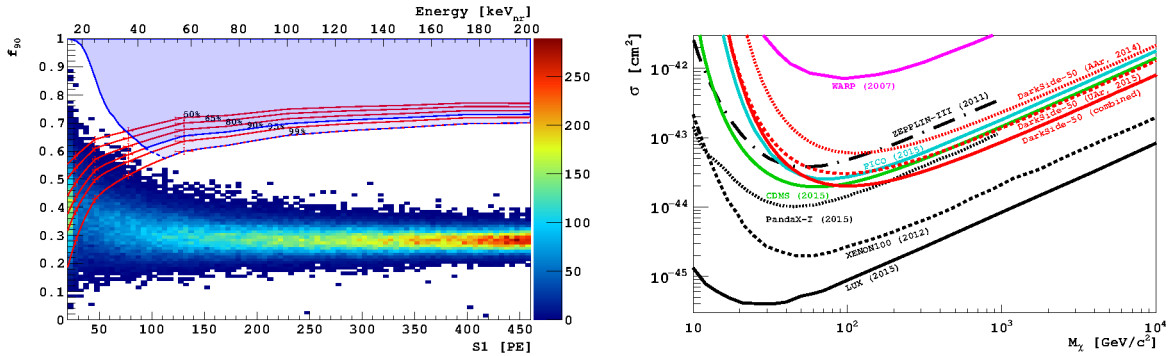 Energy [keVnr]
20 40 60 80 100 120 140 160 180 200
f90
1
0.9
0.8
0.7
0.6
0.5
0.4
0.3
0.2
0.1
0
50% 65% 80% 90% 95% 99%
50 100 150 200 250 300 350 400 450
S1 [PE]
250
200
150
100
50
0
σ [cm2]
10-42
10-43
10-44
10-45
WARP (2007)
ZEPPLIN-III (2011)
DarkSide-50 (AAr, 2014)
DarkSide-50 (UAr, 2015)
DarkSide-50 (combined)
PICO (2015)
CDMS (2015)
PandaX-I (2015)
XENON100 (2012)
LUX (2015)
10 102 103 104
Mχ [GeV/c2]